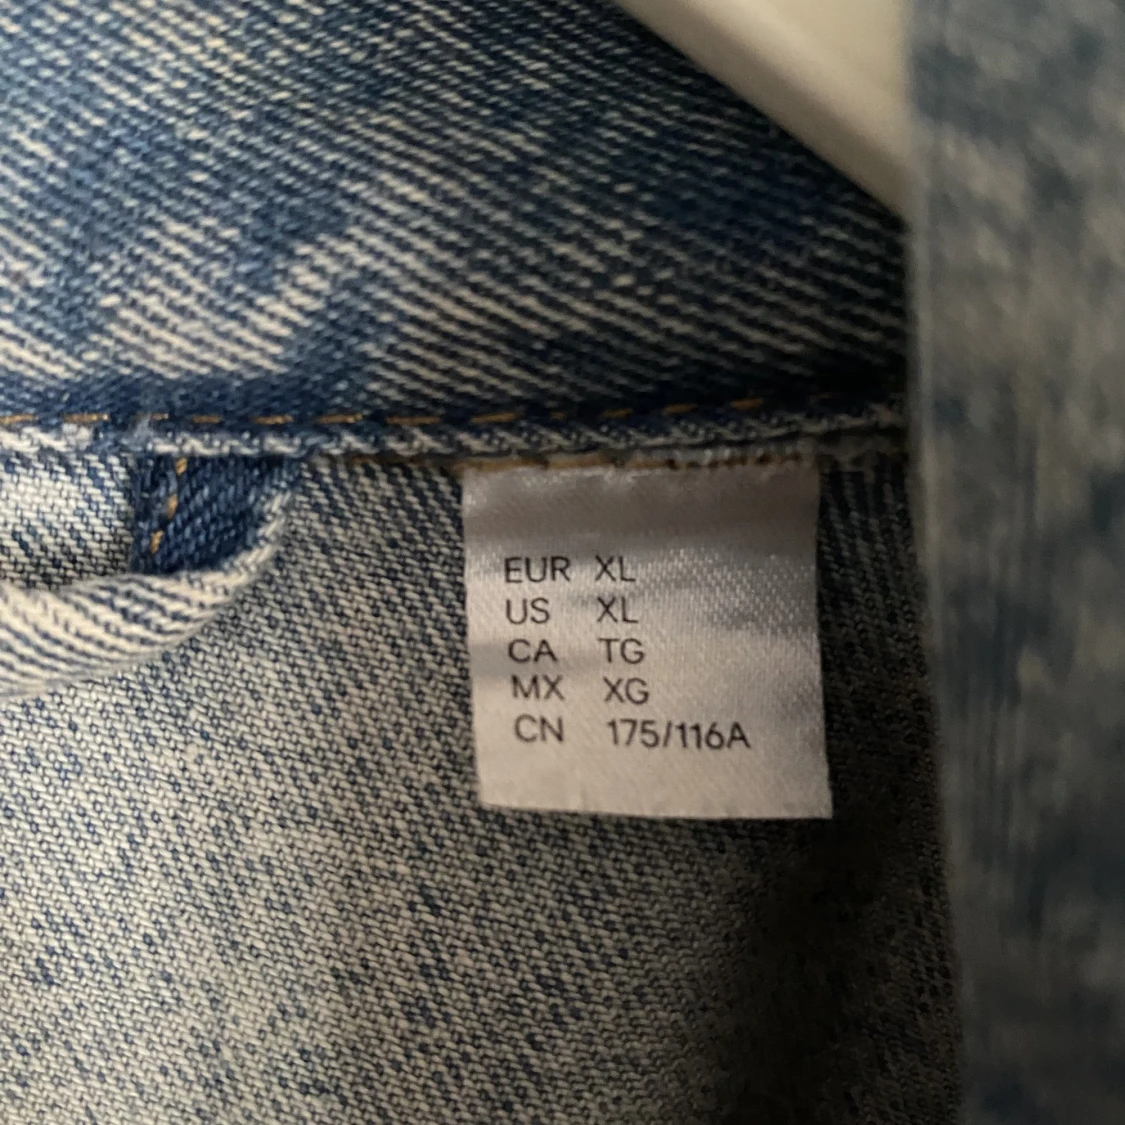 EUR XL
US XL
CA TG
MX XG
CN 175/116A